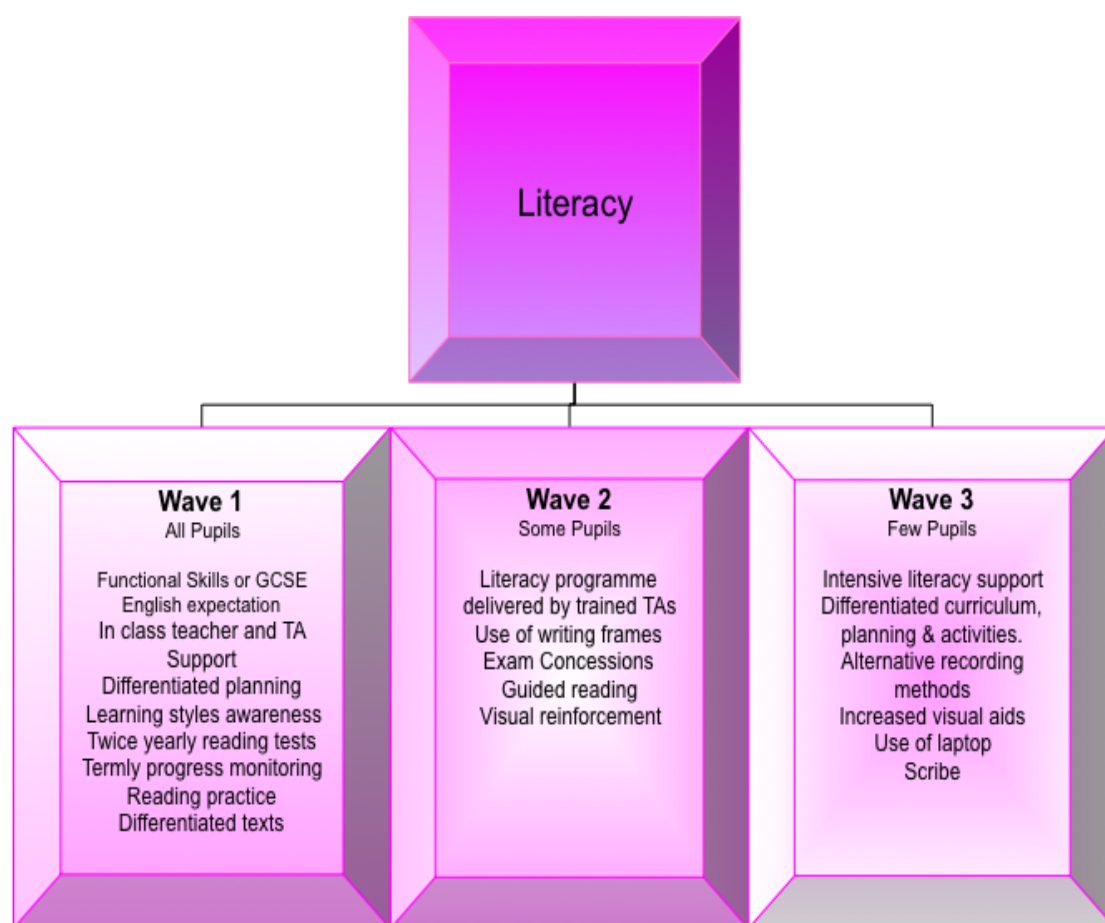 Literacy
Wave 1
All Pupils
Functional Skills or GCSE
English expectation
In class teacher and TA
Support
Differentiated planning
Learning styles awareness
Twice yearly reading tests
Termly progress monitoring
Reading practice
Differentiated texts
Wave 2
Some Pupils
Literacy programme
delivered by trained TAs
Use of writing frames
Exam Concessions
Guided reading
Visual reinforcement
Wave 3
Few Pupils
Intensive literacy support
Differentiated curriculum,
planning & activities.
Alternative recording
methods
Increased visual aids
Use of laptop
Scribe